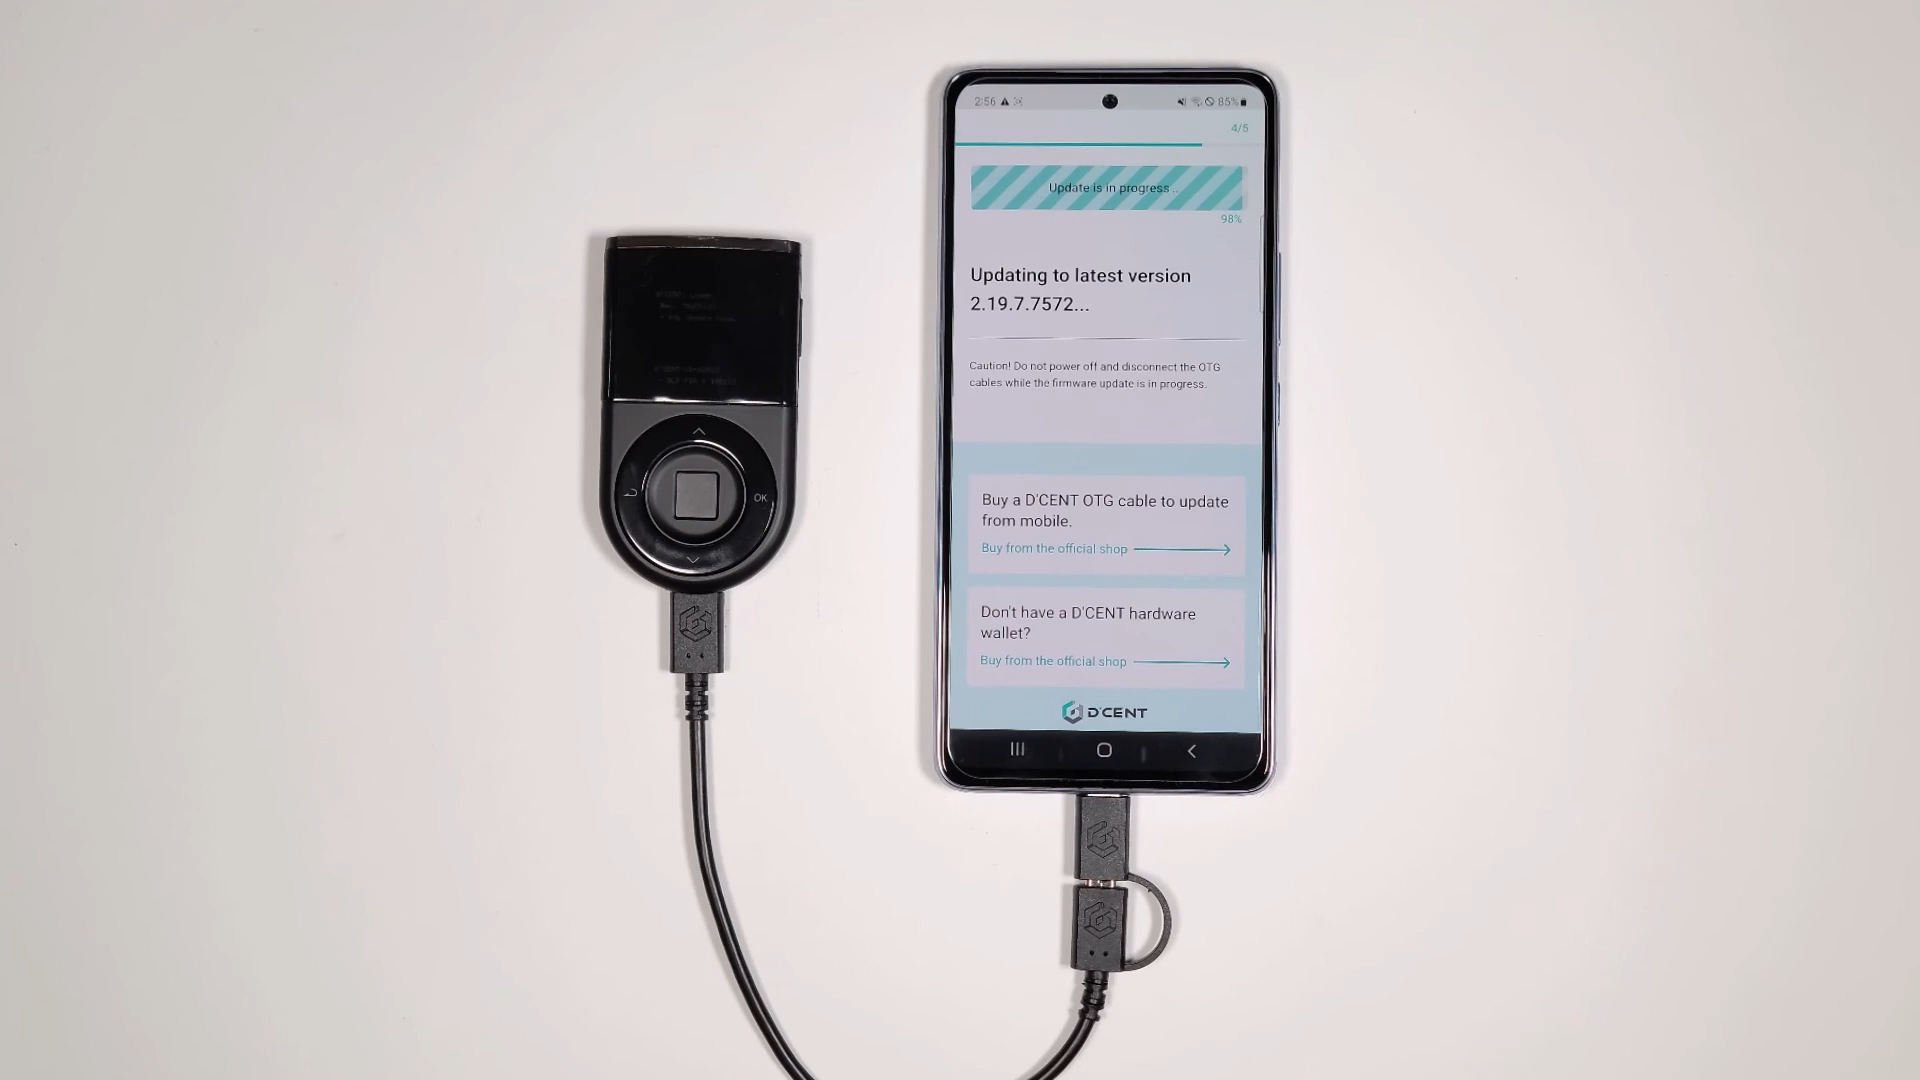 2:56
85%
4/5
Update is in progress ..
98%
Updating to latest version
2.19.7.7572...
Caution! Do not power off and disconnect the OTG
cables while the firmware update is in progress.
Buy a D'CENT OTG cable to update
from mobile.
Buy from the official shop
Don't have a D'CENT hardware
wallet?
Buy from the official shop
D'CENT
OK